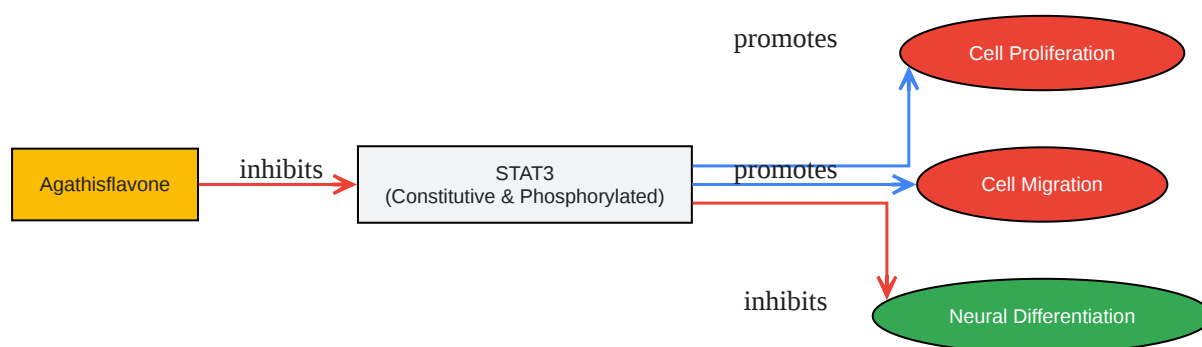 promotes
Cell Proliferation
Agathisflavone
inhibits
STAT3
(Constitutive & Phosphorylated)
promotes
Cell Migration
inhibits
Neural Differentiation